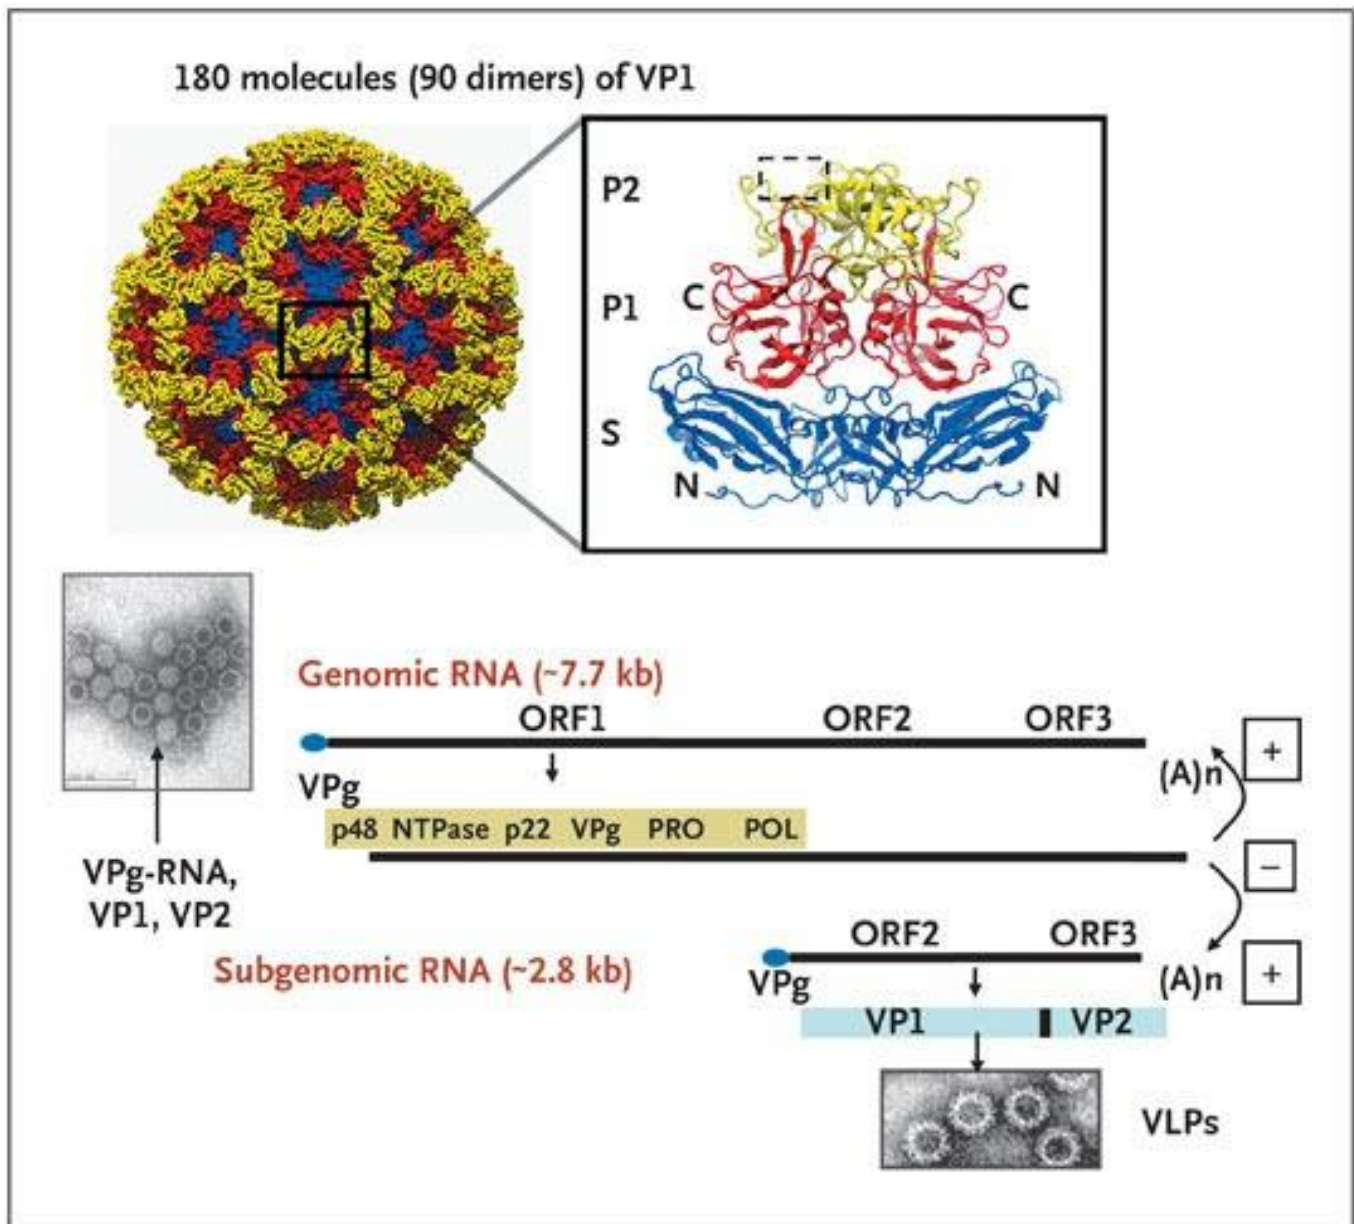 180 molecules (90 dimers) of VP1
P2
P1
C
C
S
N
N
Genomic RNA (~7.7 kb)
ORF1 ORF2 ORF3
VPg
(A)n
+
p48 NTPase p22 VPg PRO POL
−
VPg-RNA,
VP1, VP2
ORF2 ORF3
Subgenomic RNA (~2.8 kb)
VPg
(A)n
+
VP1 VP2
VLPs